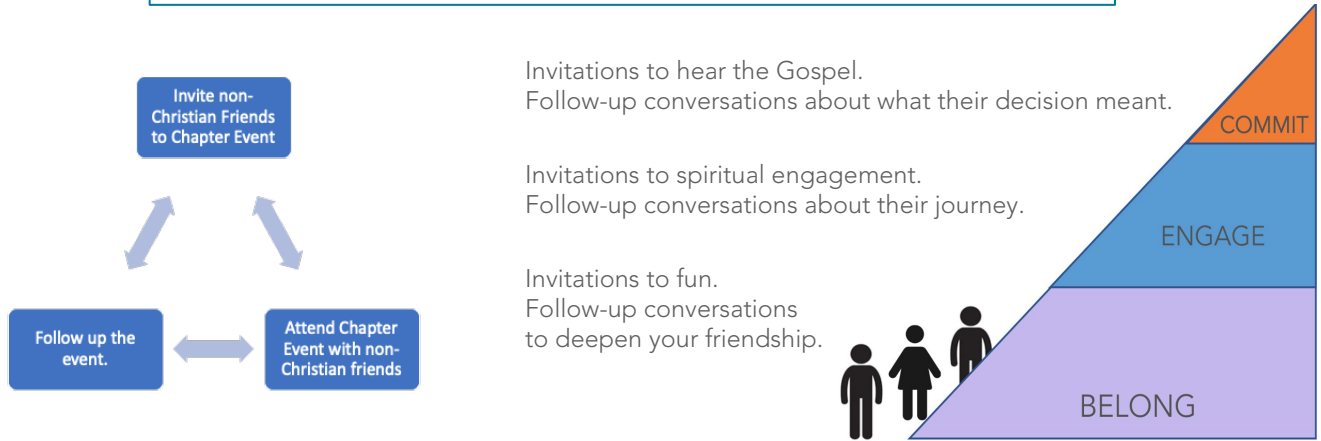 Invite non-
Christian Friends
to Chapter Event
Follow up the
event.
Attend Chapter
Event with non-
Christian friends
Invitations to hear the Gospel.
Follow-up conversations about what their decision meant.
Invitations to spiritual engagement.
Follow-up conversations about their journey.
Invitations to fun.
Follow-up conversations
to deepen your friendship.
COMMIT
ENGAGE
BELONG